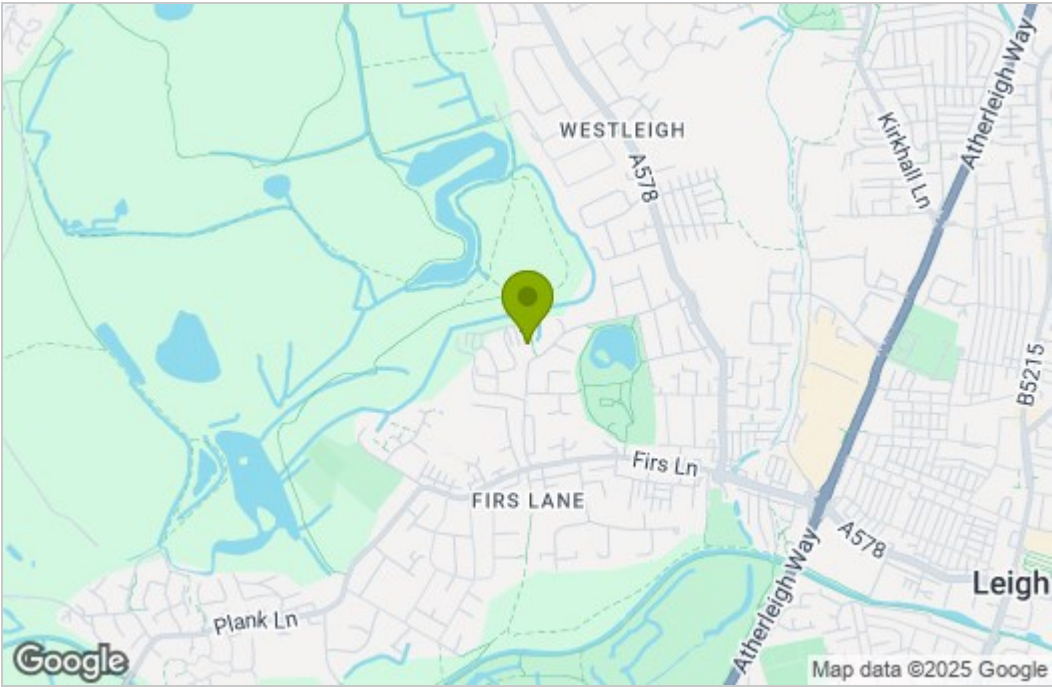 WESTLEIGH
A578
Kirkhall Ln
Atherleigh Way
B5215
Firs Ln
FIRS LANE
A578
Atherleigh Way
Leigh
Plank Ln
Google
Map data ©2025 Google